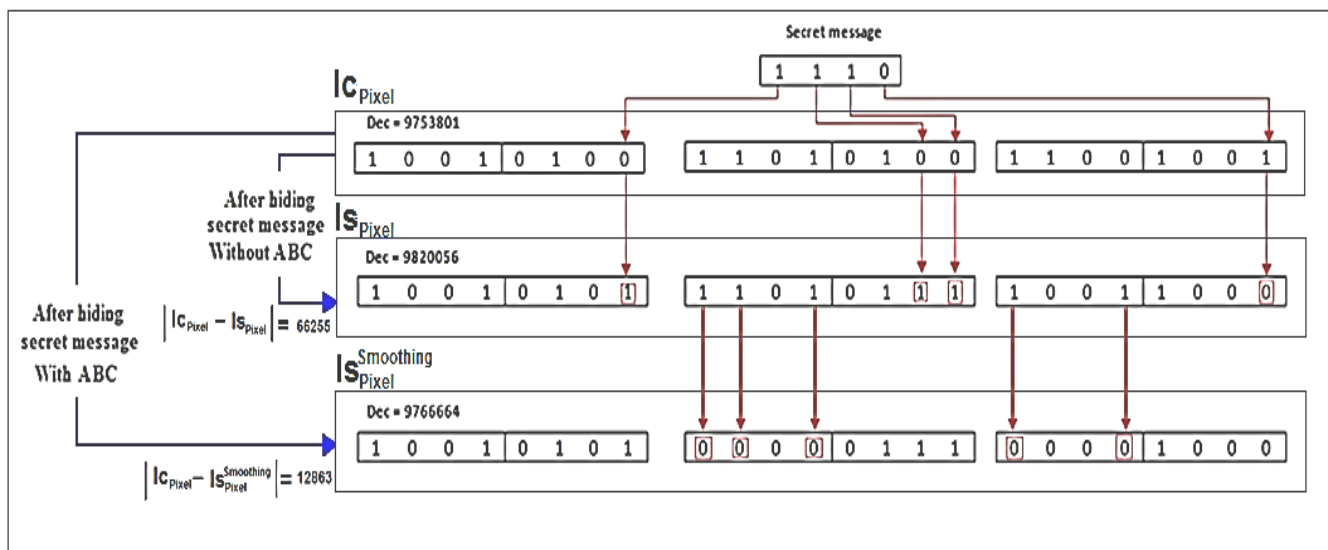 Secret message
1 1 1 0
Ic Pixel
Dec = 9753801
1 0 0 1 0 1 0 0 1 1 0 1 0 1 0 0 1 1 0 0 1 0 0 1
After hiding
secret message
Without ABC
Is Pixel
Dec = 9820056
1 0 0 1 0 1 0 1 1 1 0 1 0 1 1 1 1 0 0 1 1 0 0 0
| Ic Pixel – Is Pixel | = 66255
After hiding
secret message
With ABC
Is Smoothing Pixel
Dec = 9766664
1 0 0 1 0 1 0 1 0 0 0 0 0 1 1 1 0 0 0 0 1 0 0 0
| Ic Pixel – Is Smoothing Pixel | = 12863